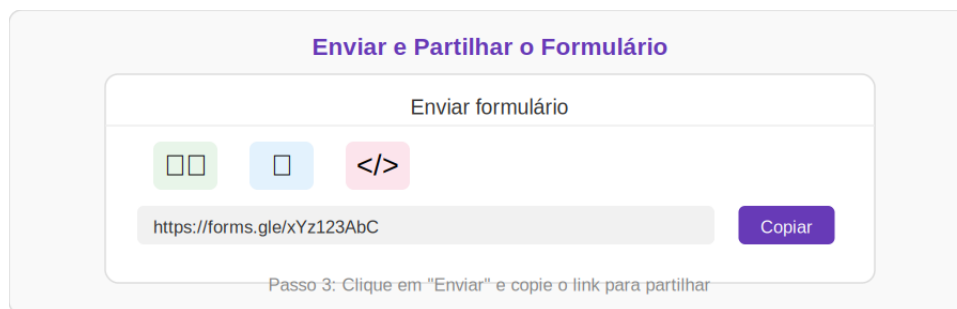 Enviar e Partilhar o Formulário
Enviar formulário
</>
https://forms.gle/xYz123AbC
Copiar
Passo 3: Clique em "Enviar" e copie o link para partilhar